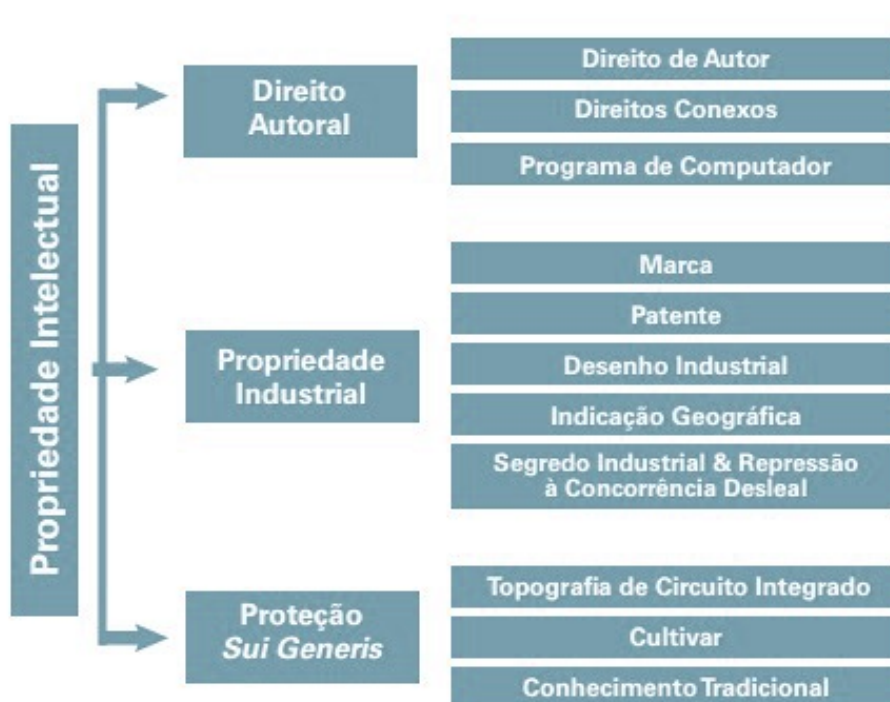 Propriedade Intelectual
Direito
Autoral
Direito de Autor
Direitos Conexos
Programa de Computador
Propriedade
Industrial
Marca
Patente
Desenho Industrial
Indicação Geográfica
Segredo Industrial & Repressão
à Concorrência Desleal
Proteção
Sui Generis
Topografia de Circuito Integrado
Cultivar
Conhecimento Tradicional